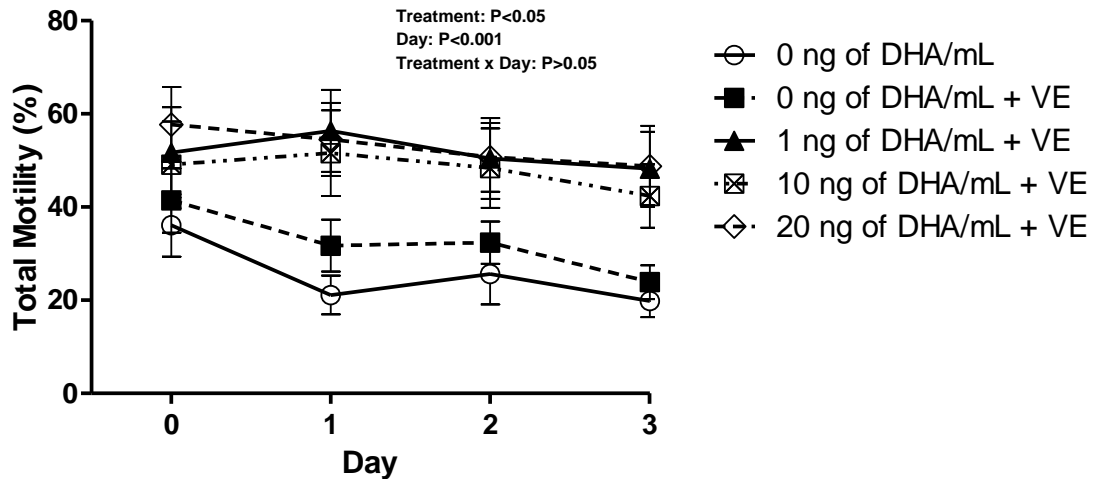 Treatment: P<0.05
Day: P<0.001
Treatment x Day: P>0.05
Total Motility (%)
80
60
40
20
0
0 1 2 3
Day
0 ng of DHA/mL
0 ng of DHA/mL + VE
1 ng of DHA/mL + VE
10 ng of DHA/mL + VE
20 ng of DHA/mL + VE